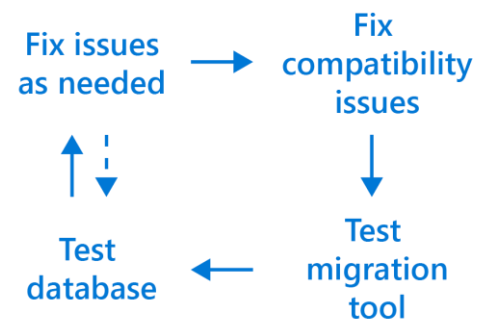 Fix issues
as needed
Fix
compatibility
issues
Test
database
Test
migration
tool